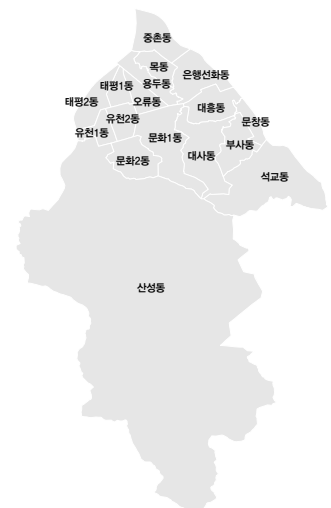 중촌동
목동
은행선화동
태평1동
용두동
태평2동
오류동
대흥동
유천2동
문창동
유천1동
문화1동
부사동
문화2동
대사동
석교동
산성동